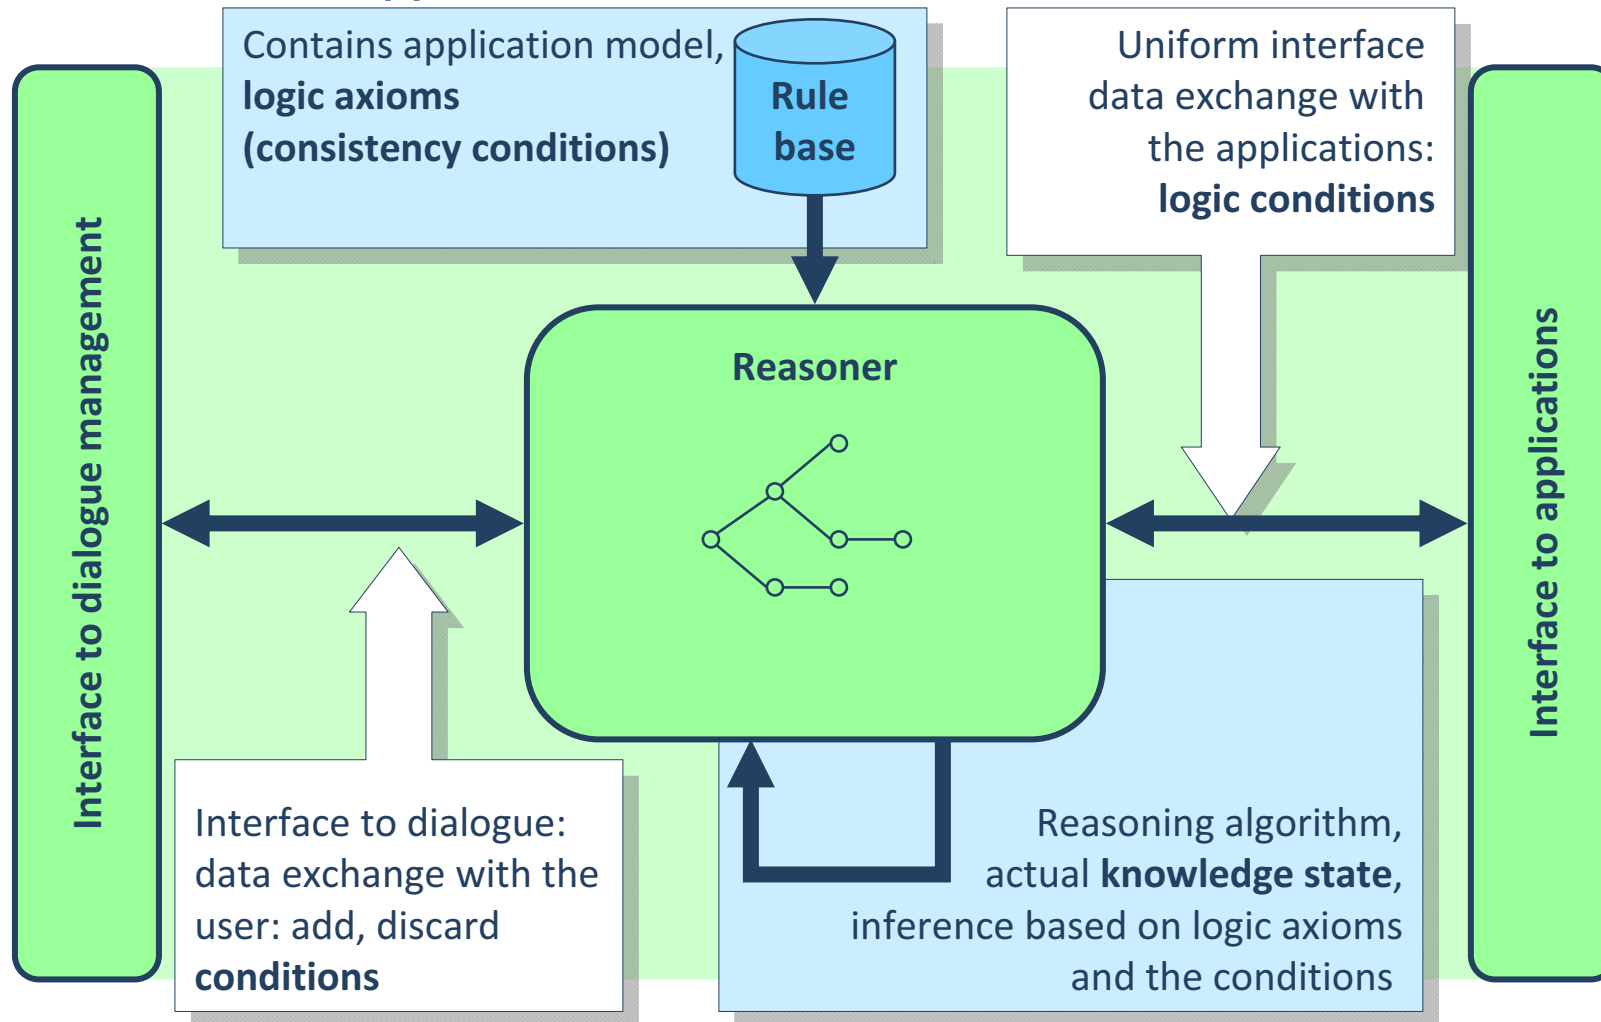 Contains application model,
logic axioms
(consistency conditions)
Rule
base
Uniform interface
data exchange with
the applications:
logic conditions
Interface to dialogue management
Reasoner
Interface to applications
Interface to dialogue:
data exchange with the
user: add, discard
conditions
Reasoning algorithm,
actual knowledge state,
inference based on logic axioms
and the conditions